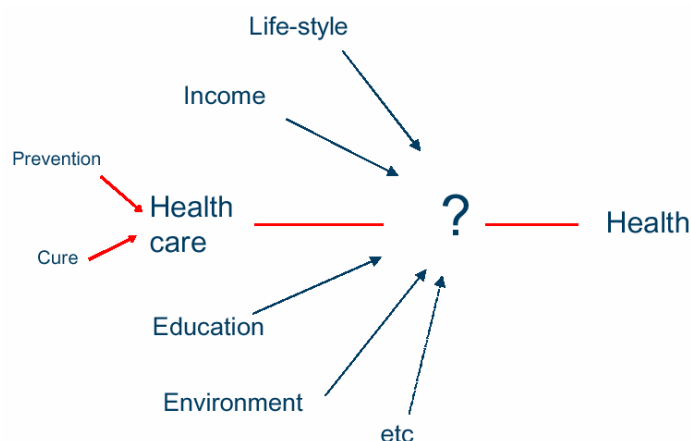 Life-style
Income
Prevention
Health
care
?
Health
Cure
Education
Environment
etc